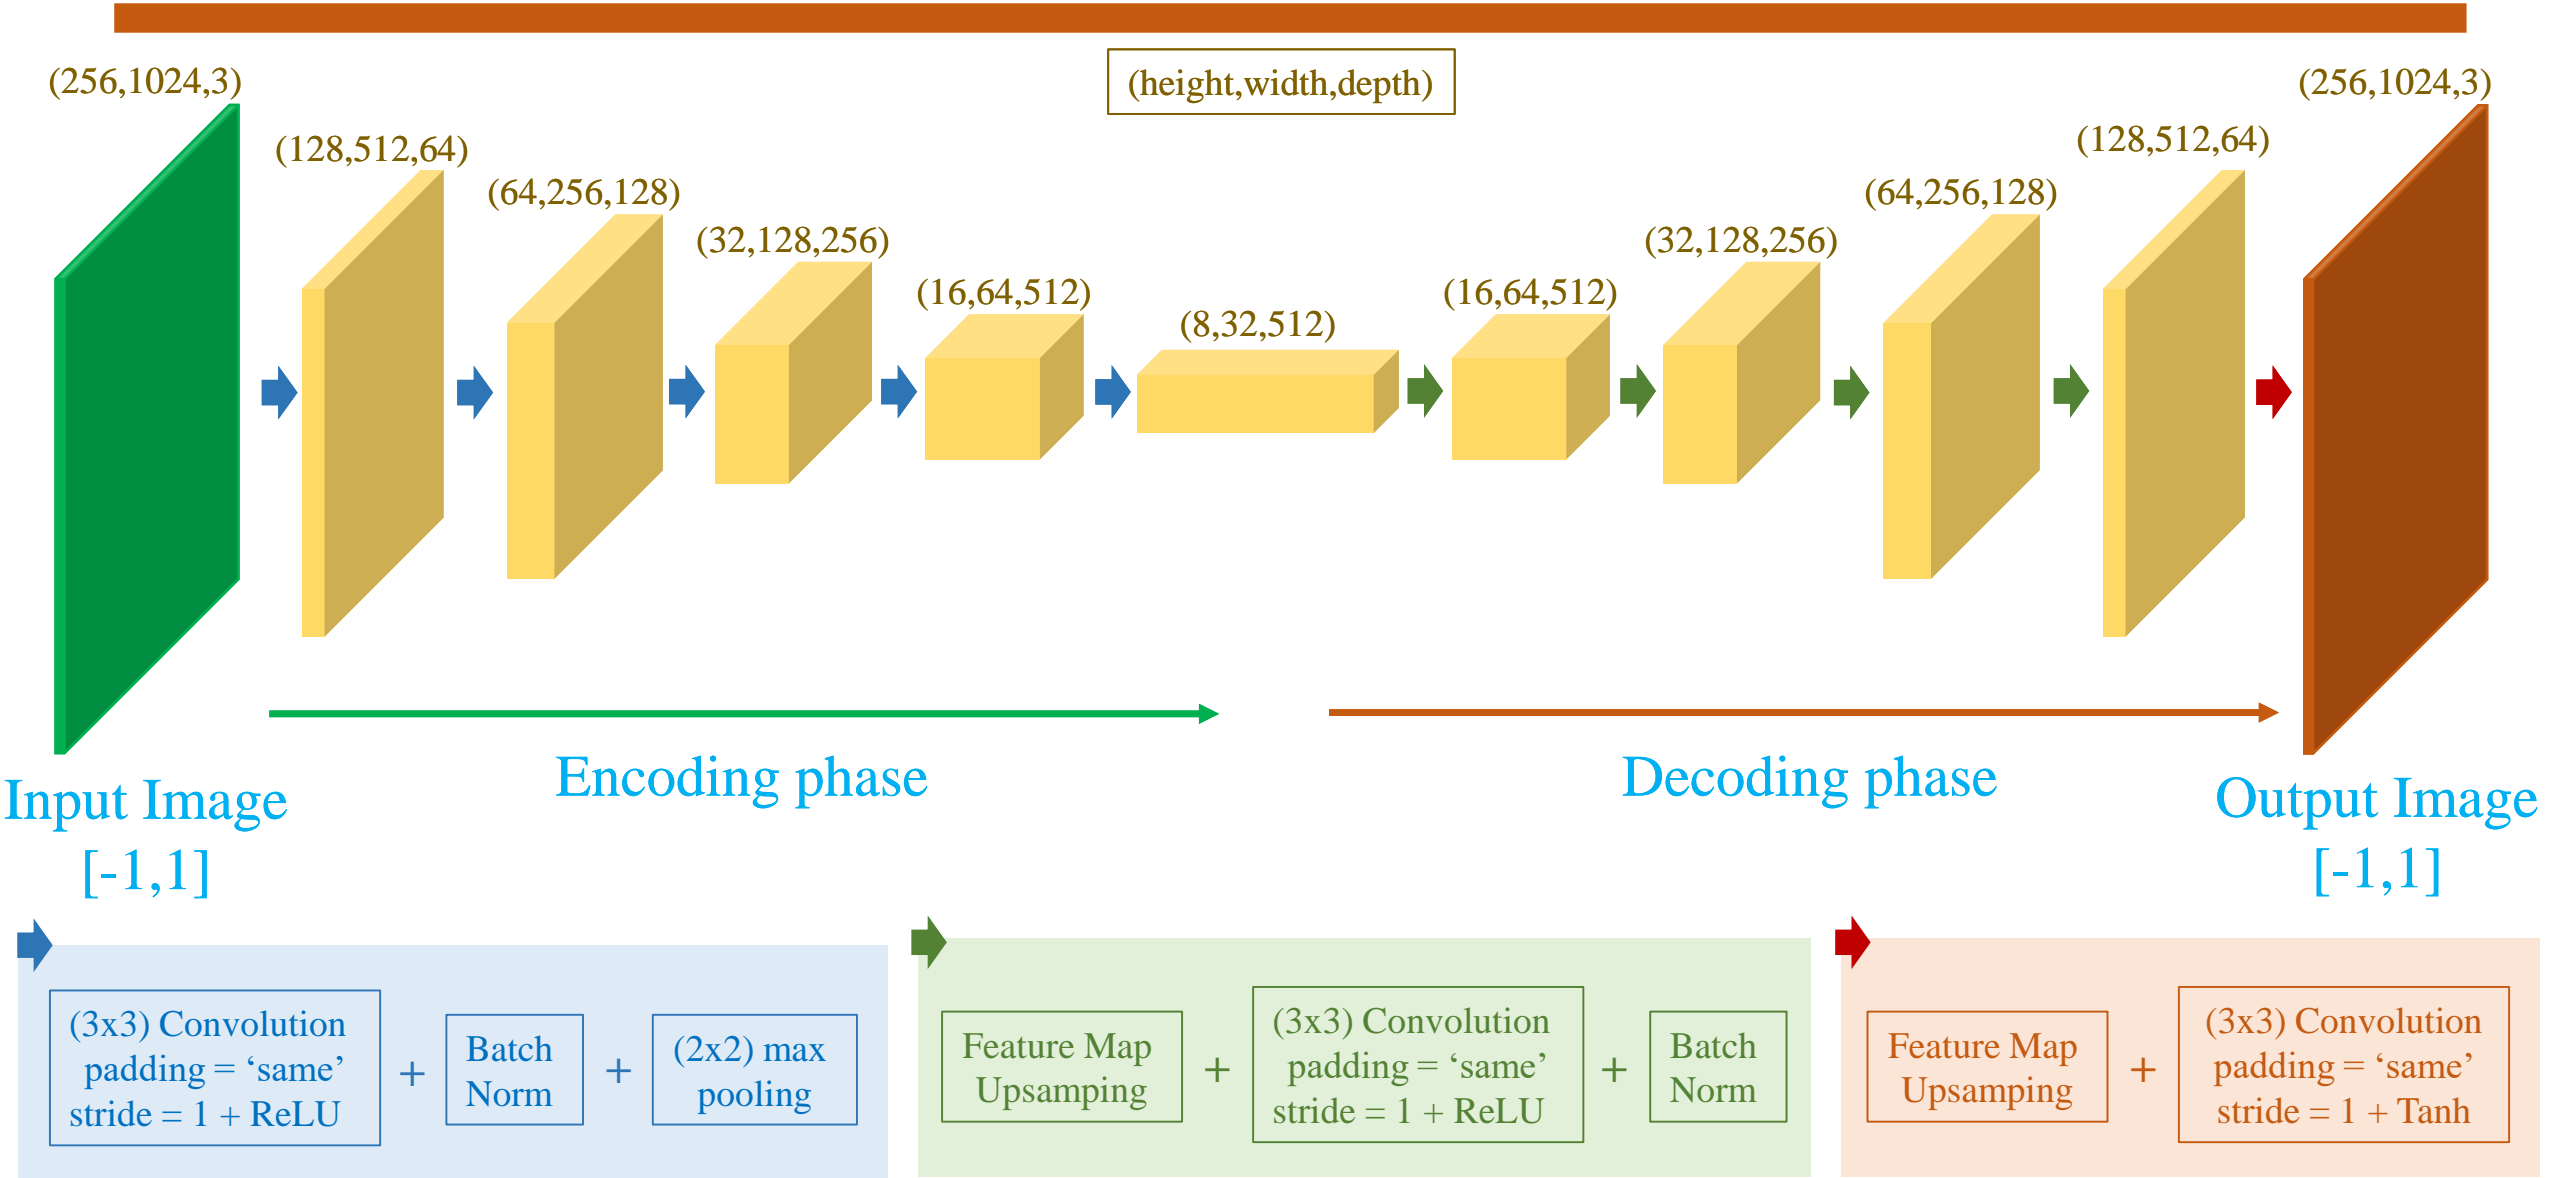 (height,width,depth)
(256,1024,3)
(128,512,64)
(64,256,128)
(32,128,256)
(16,64,512)
(8,32,512)
(16,64,512)
(32,128,256)
(64,256,128)
(128,512,64)
(256,1024,3)
Encoding phase
Decoding phase
Input Image
[-1,1]
Output Image
[-1,1]
(3x3) Convolution
padding = ‘same’
stride = 1 + ReLU
+
Batch
Norm
+
(2x2) max
pooling
Feature Map
Upsamping
+
(3x3) Convolution
padding = ‘same’
stride = 1 + ReLU
+
Batch
Norm
Feature Map
Upsamping
+
(3x3) Convolution
padding = ‘same’
stride = 1 + Tanh